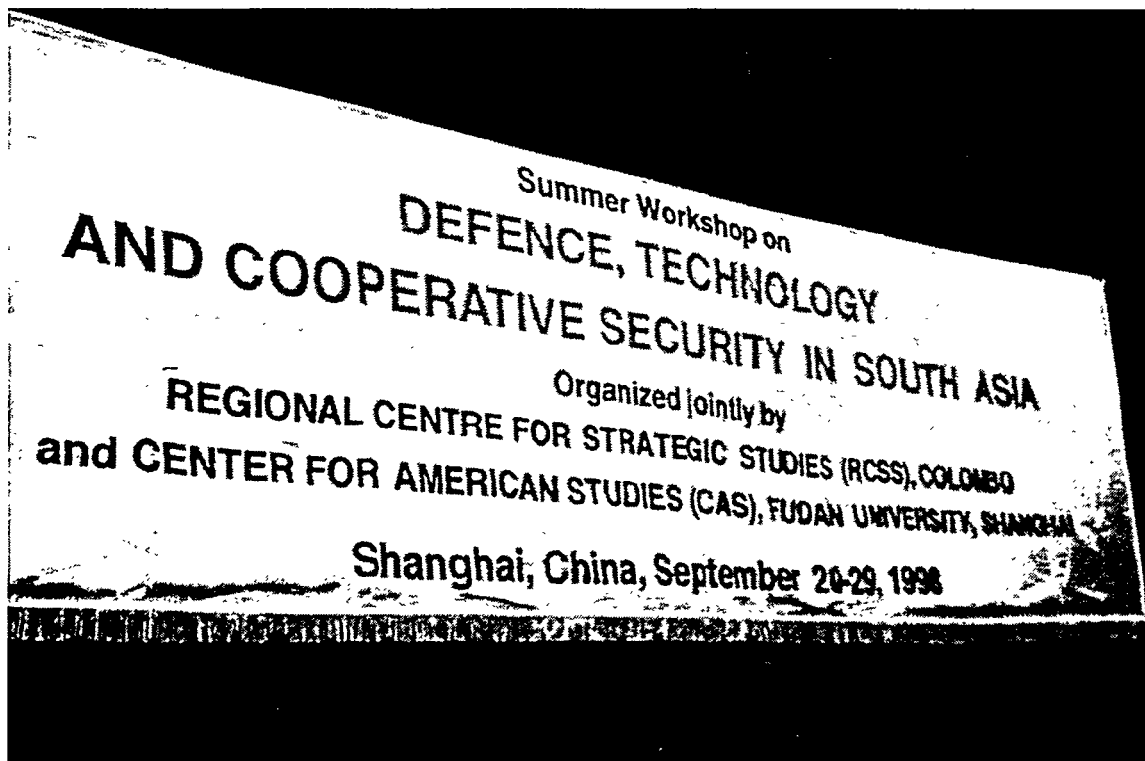 Summer Workshop on
DEFENCE, TECHNOLOGY
AND COOPERATIVE SECURITY IN SOUTH ASIA
Organized jointly by
REGIONAL CENTRE FOR STRATEGIC STUDIES (RCSS), COLOMBO
and CENTER FOR AMERICAN STUDIES (CAS), FUDAN UNIVERSITY, SHANGHAI
Shanghai, China, September 20-29, 1998